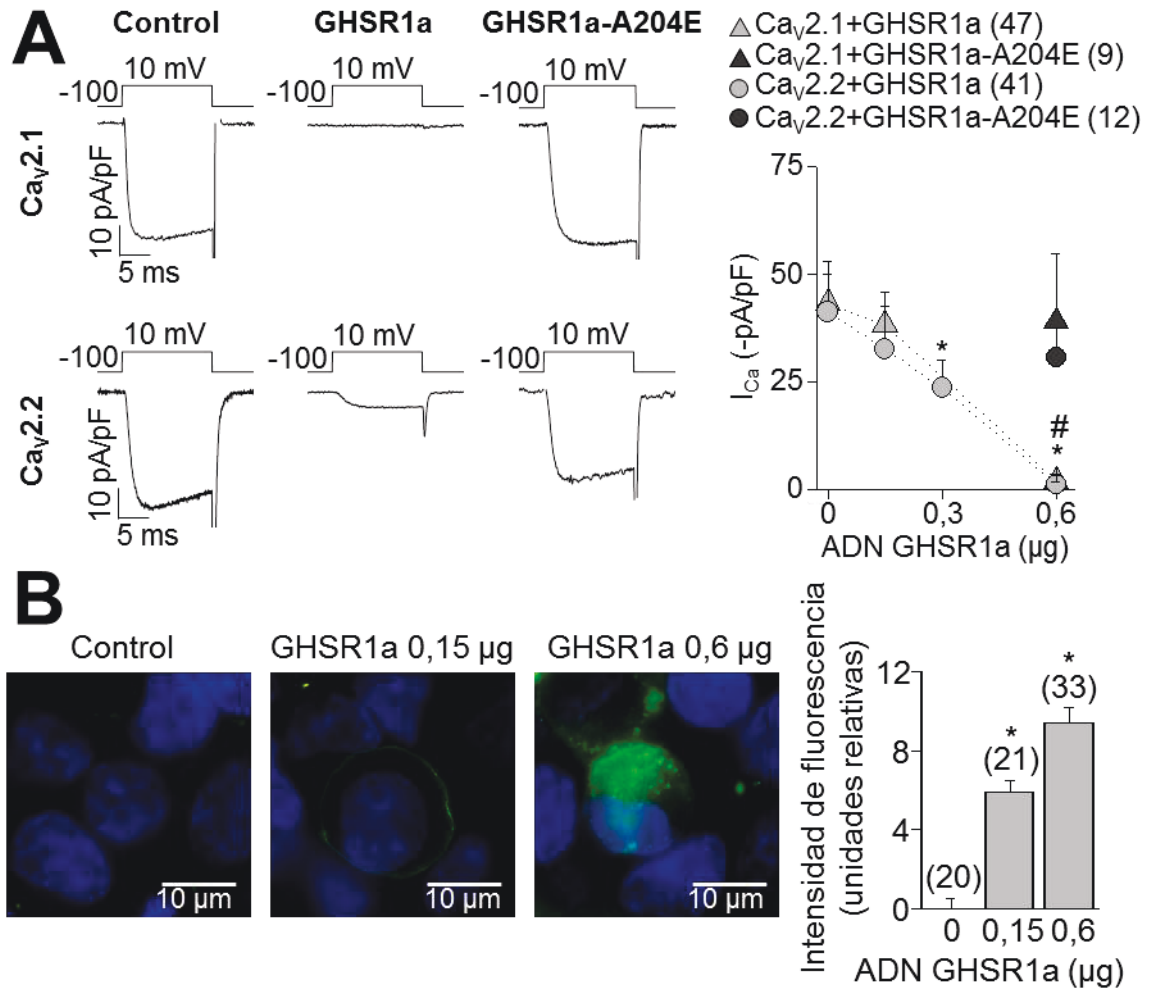 A
Control
GHSR1a
GHSR1a-A204E
CaV2.1+GHSR1a (47)
CaV2.1+GHSR1a-A204E (9)
CaV2.2+GHSR1a (41)
CaV2.2+GHSR1a-A204E (12)
10 mV
10 mV
10 mV
-100
-100
-100
CaV2.1
10 pA/pF
5 ms
10 mV
10 mV
10 mV
-100
-100
-100
CaV2.2
10 pA/pF
5 ms
ICa (-pA/pF)
75
50
25
0
*
#
*
0
0,3
0,6
ADN GHSR1a (µg)
B
Control
GHSR1a 0,15 µg
GHSR1a 0,6 µg
10 µm
10 µm
10 µm
Intensidad de fluorescencia
(unidades relativas)
12
8
4
0
(20)
*
(21)
*
(33)
0
0,15
0,6
ADN GHSR1a (µg)